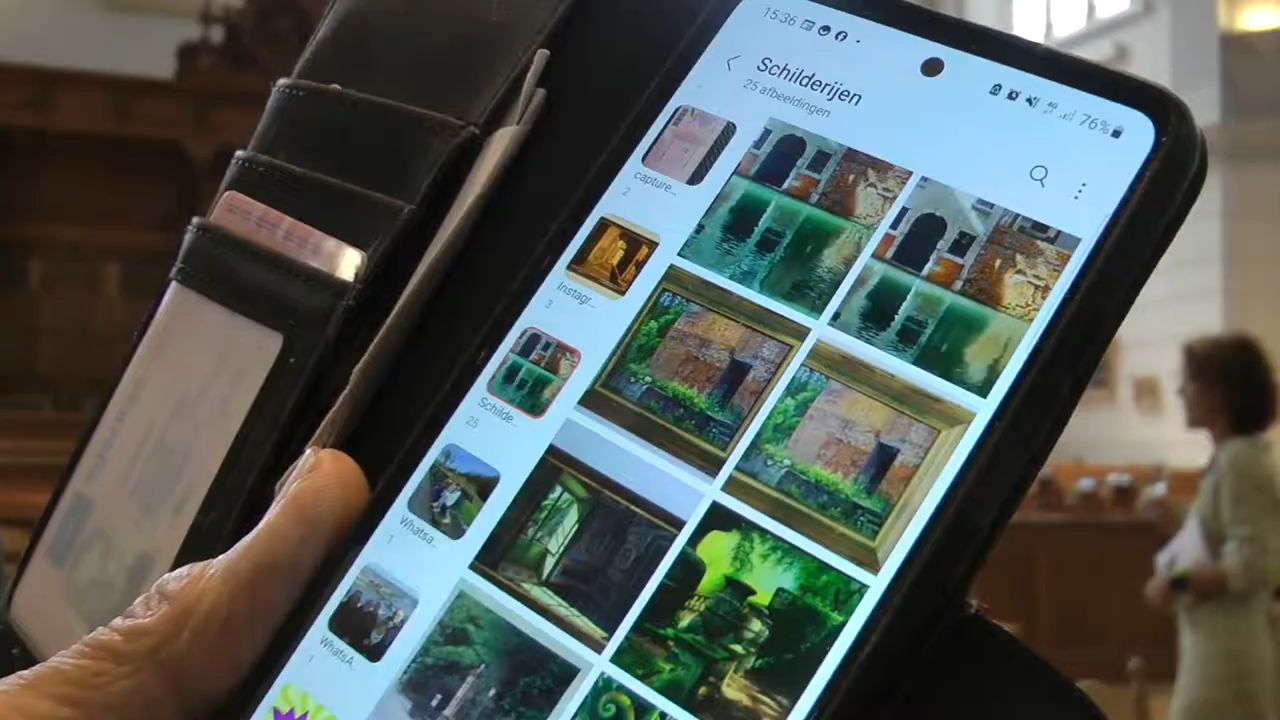 15:36
76%
Schilderijen
25 afbeeldingen
capture...
2
Instagr...
3
Schilde...
25
Whatsa...
1
WhatsA...
1